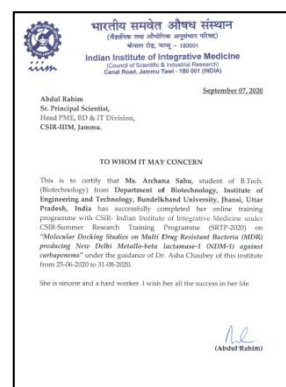 भारतीय समवेत औषध संस्थान
(वैज्ञानिक तथा औद्योगिक अनुसंधान परिषद)
केनाल रोड, जम्मू - 180001
Indian Institute of Integrative Medicine
(Council of Scientific & Industrial Research)
Canal Road, Jammu Tawi - 180 001 (INDIA)
iiim
September 07, 2020
Abdul Rahim
Sr. Principal Scientist,
Head PME, BD & IT Division,
CSIR-IIIM, Jammu.
TO WHOM IT MAY CONCERN
This is to certify that Ms. Archana Sahu, student of B.Tech.
(Biotechnology) from Department of Biotechnology, Institute of
Engineering and Technology, Bundelkhand University, Jhansi, Uttar
Pradesh, India has successfully completed her online training
programme with CSIR- Indian Institute of Integrative Medicine under
CSIR-Summer Research Training Programme (SRTP-2020) on
"Molecular Docking Studies on Multi Drug Resistant Bacteria (MDR)
producing New Delhi Metallo-beta lactamase-1 (NDM-1) against
carbapenems" under the guidance of Dr. Asha Chaubey of this institute
from 25-06-2020 to 31-08-2020.
She is sincere and a hard worker. I wish her all the success in her life.
(Abdul Rahim)